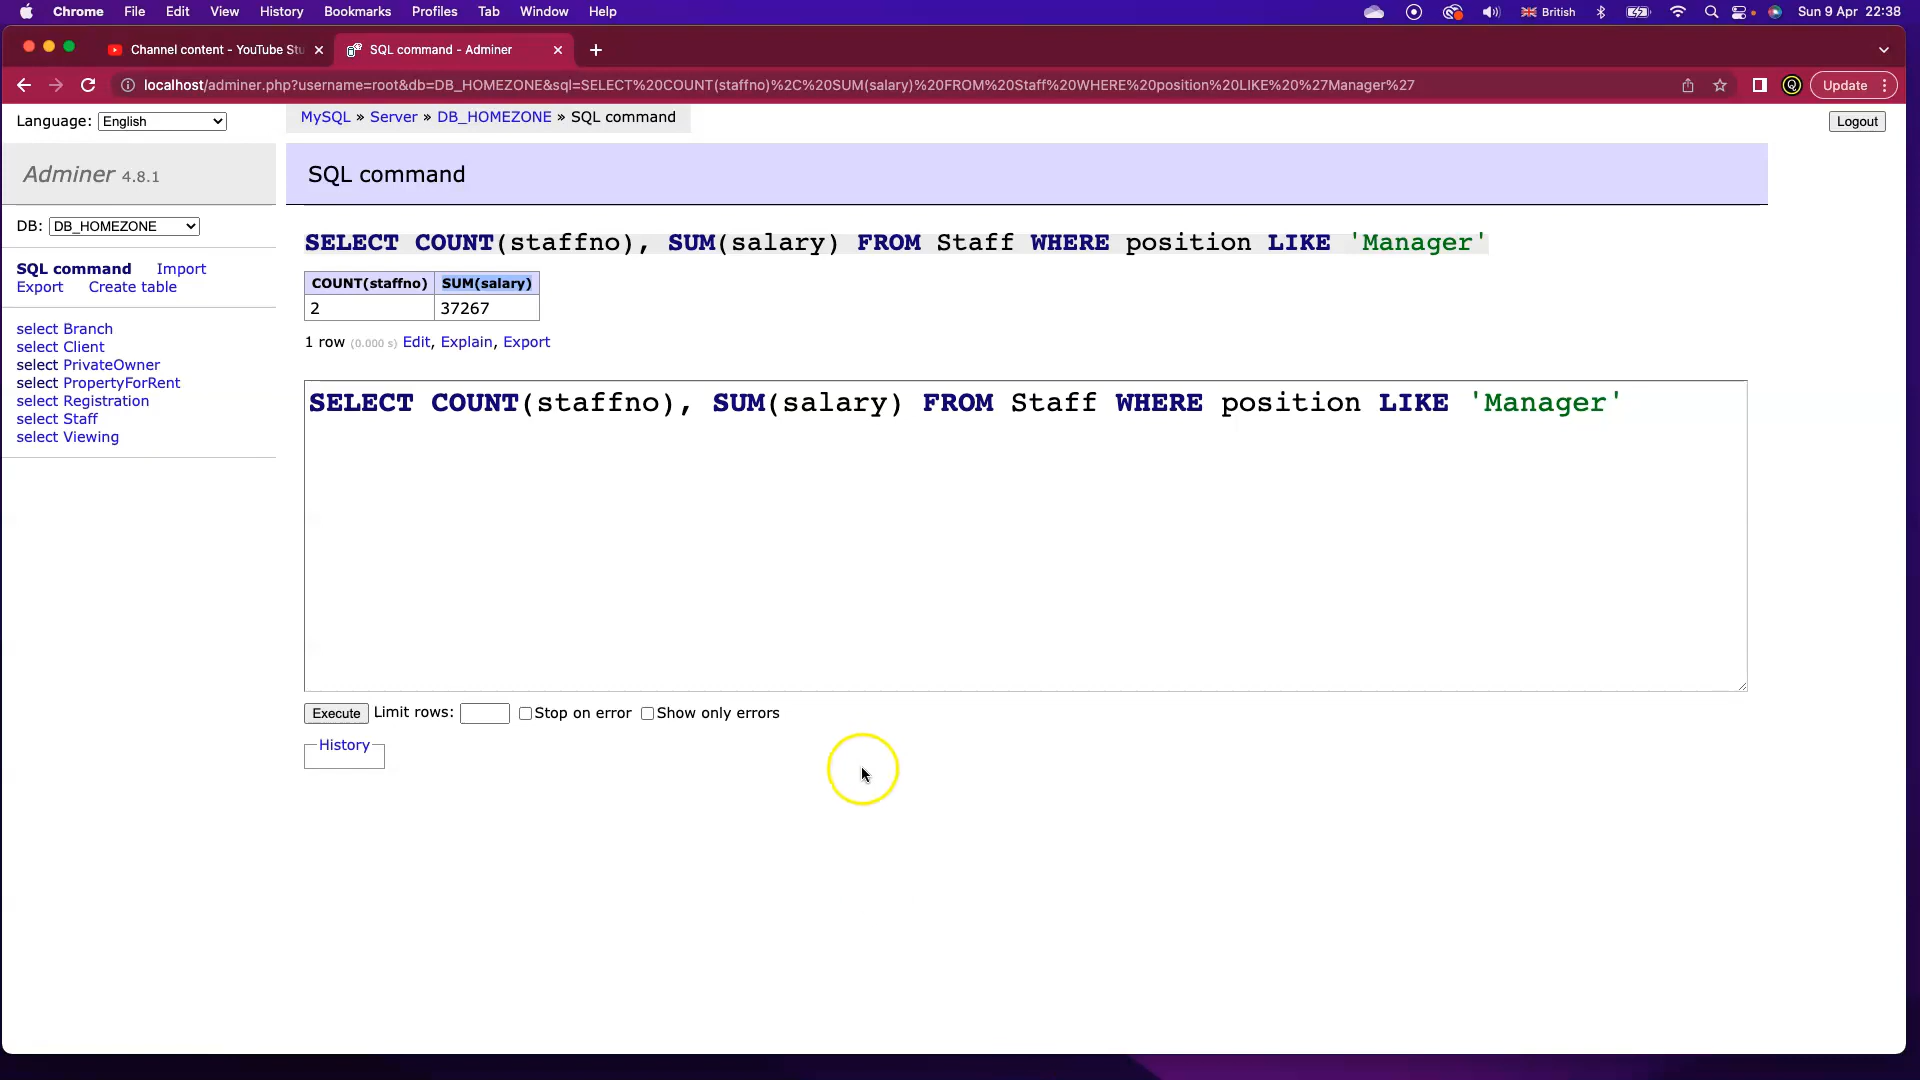 Chrome File Edit View History Bookmarks Profiles Tab Window Help British Sun 9 Apr 22:38
Channel content - YouTube Stu SQL command - Adminer
localhost/adminer.php?username=root&db=DB_HOMEZONE&sql=SELECT%20COUNT(staffno)%2C%20SUM(salary)%20FROM%20Staff%20WHERE%20position%20LIKE%20%27Manager%27 Update
Language: English MySQL » Server » DB_HOMEZONE » SQL command Logout
Adminer 4.8.1 SQL command
DB: DB_HOMEZONE
SELECT COUNT(staffno), SUM(salary) FROM Staff WHERE position LIKE 'Manager'
SQL command Import
Export Create table
COUNT(staffno) SUM(salary)
2 37267
1 row (0.000 s) Edit, Explain, Export
select Branch
select Client
select PrivateOwner
select PropertyForRent
select Registration
select Staff
select Viewing
SELECT COUNT(staffno), SUM(salary) FROM Staff WHERE position LIKE 'Manager'
Execute Limit rows: Stop on error Show only errors
History